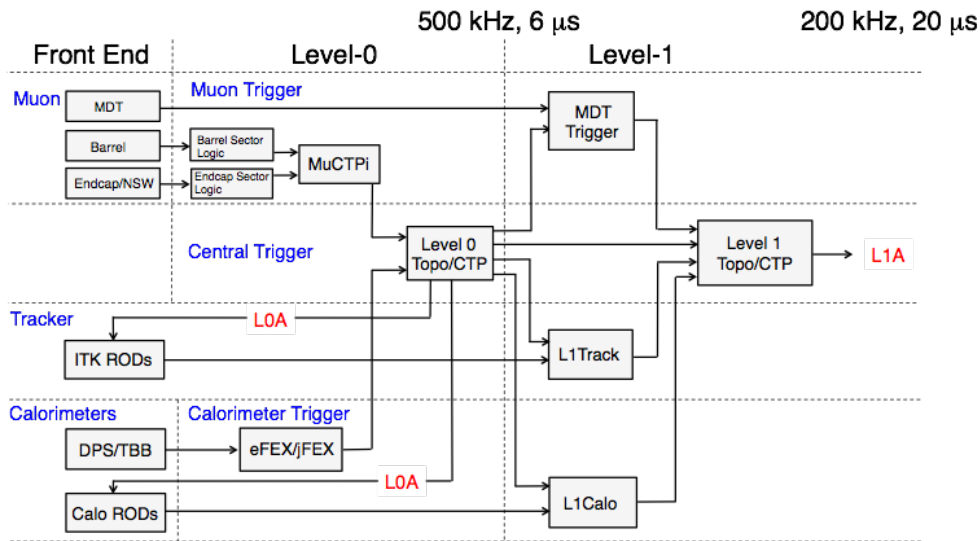 500 kHz, 6 μs
200 kHz, 20 μs
Front End
Level-0
Level-1
Muon
Muon Trigger
MDT
MDT
Trigger
Barrel
Barrel Sector
Logic
MuCTPi
Endcap/NSW
Endcap Sector
Logic
Central Trigger
Level 0
Topo/CTP
Level 1
Topo/CTP
L1A
Tracker
L0A
ITK RODs
L1Track
Calorimeters
Calorimeter Trigger
DPS/TBB
eFEX/jFEX
L0A
Calo RODs
L1Calo